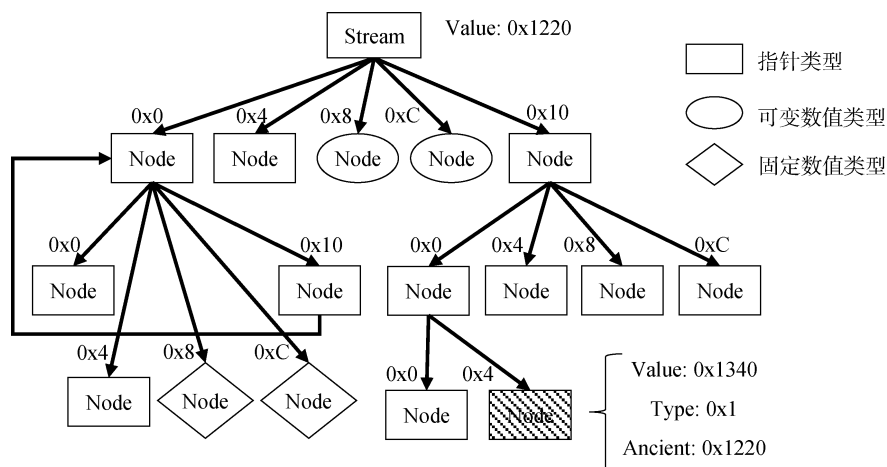 Stream
Value: 0x1220
指针类型
0x0
0x4
0x8
0xC
0x10
可变数值类型
Node
Node
Node
Node
Node
固定数值类型
0x0
0x10
0x0
0x4
0x8
0xC
Node
Node
Node
Node
Node
Node
0x4
0x8
0xC
0x0
0x4
Value: 0x1340
Node
Node
Node
Node
Node
Type: 0x1
Ancient: 0x1220